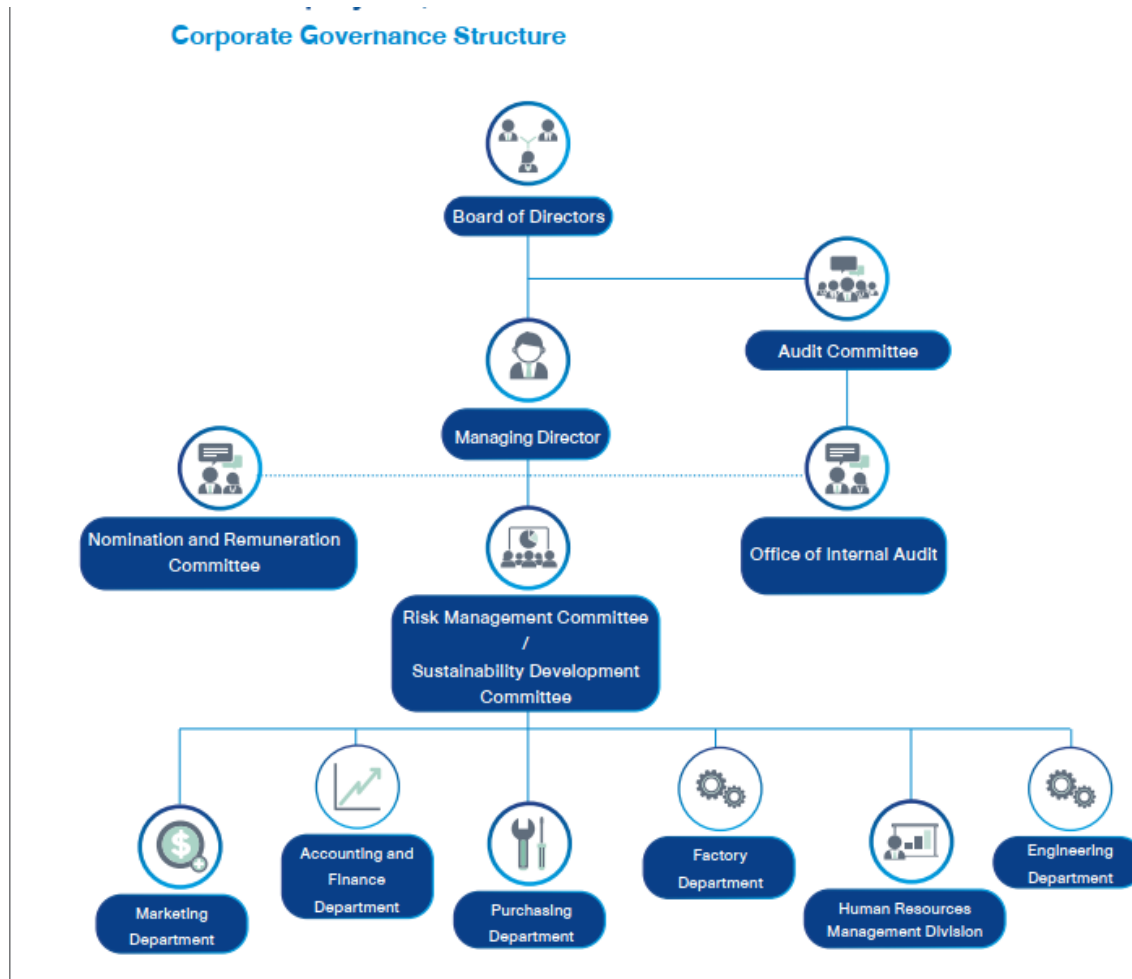 Corporate Governance Structure
Board of Directors
Audit Committee
Managing Director
Nomination and Remuneration
Committee
Office of Internal Audit
Risk Management Committee
/
Sustainability Development
Committee
Marketing
Department
Accounting and
Finance
Department
Purchasing
Department
Factory
Department
Human Resources
Management Division
Engineering
Department